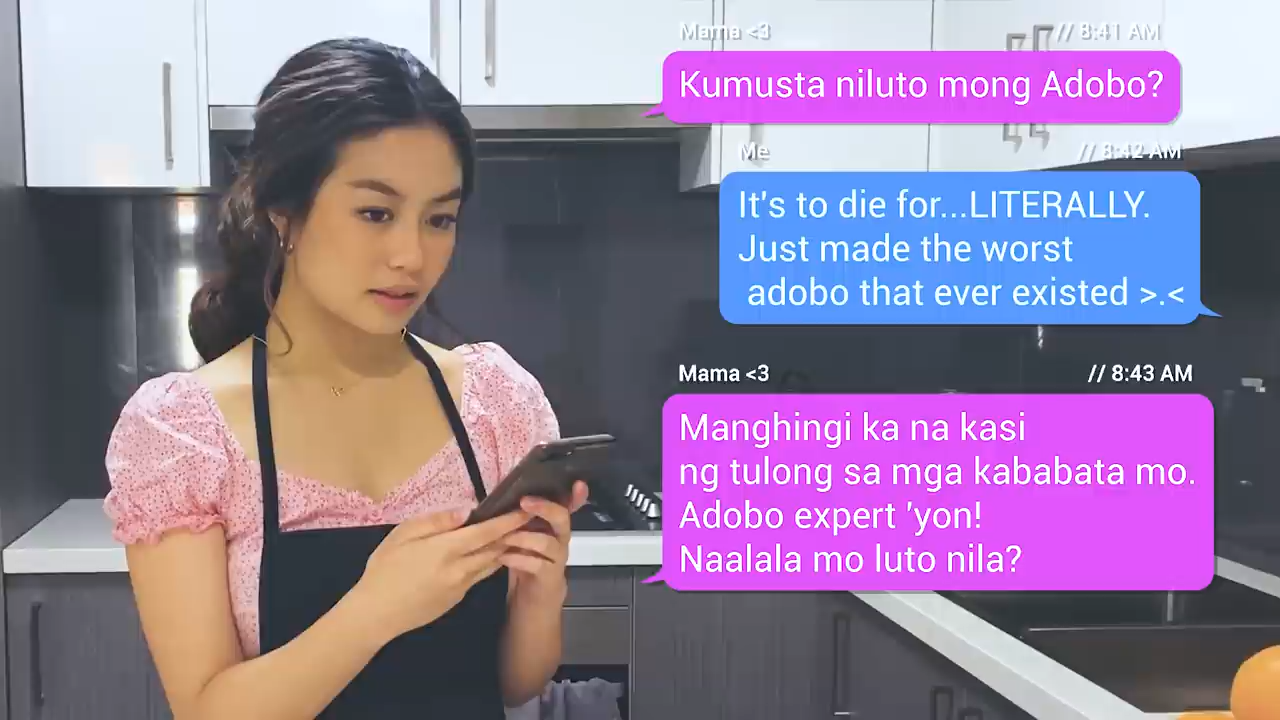 Mama <3 // 8:41 AM
Kumusta niluto mong Adobo?
Me // 8:42 AM
It's to die for...LITERALLY.
Just made the worst
adobo that ever existed >.<
Mama <3 // 8:43 AM
Manghingi ka na kasi
ng tulong sa mga kababata mo.
Adobo expert 'yon!
Naalala mo luto nila?